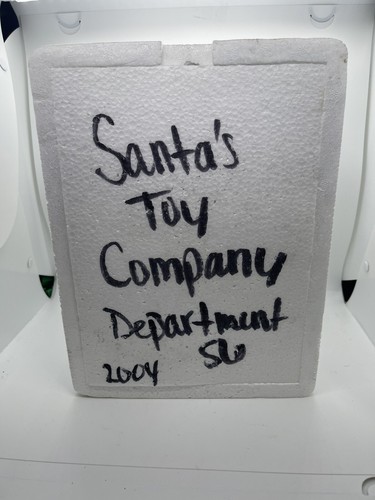 Santa's
Toy
Company
Department
56
2004